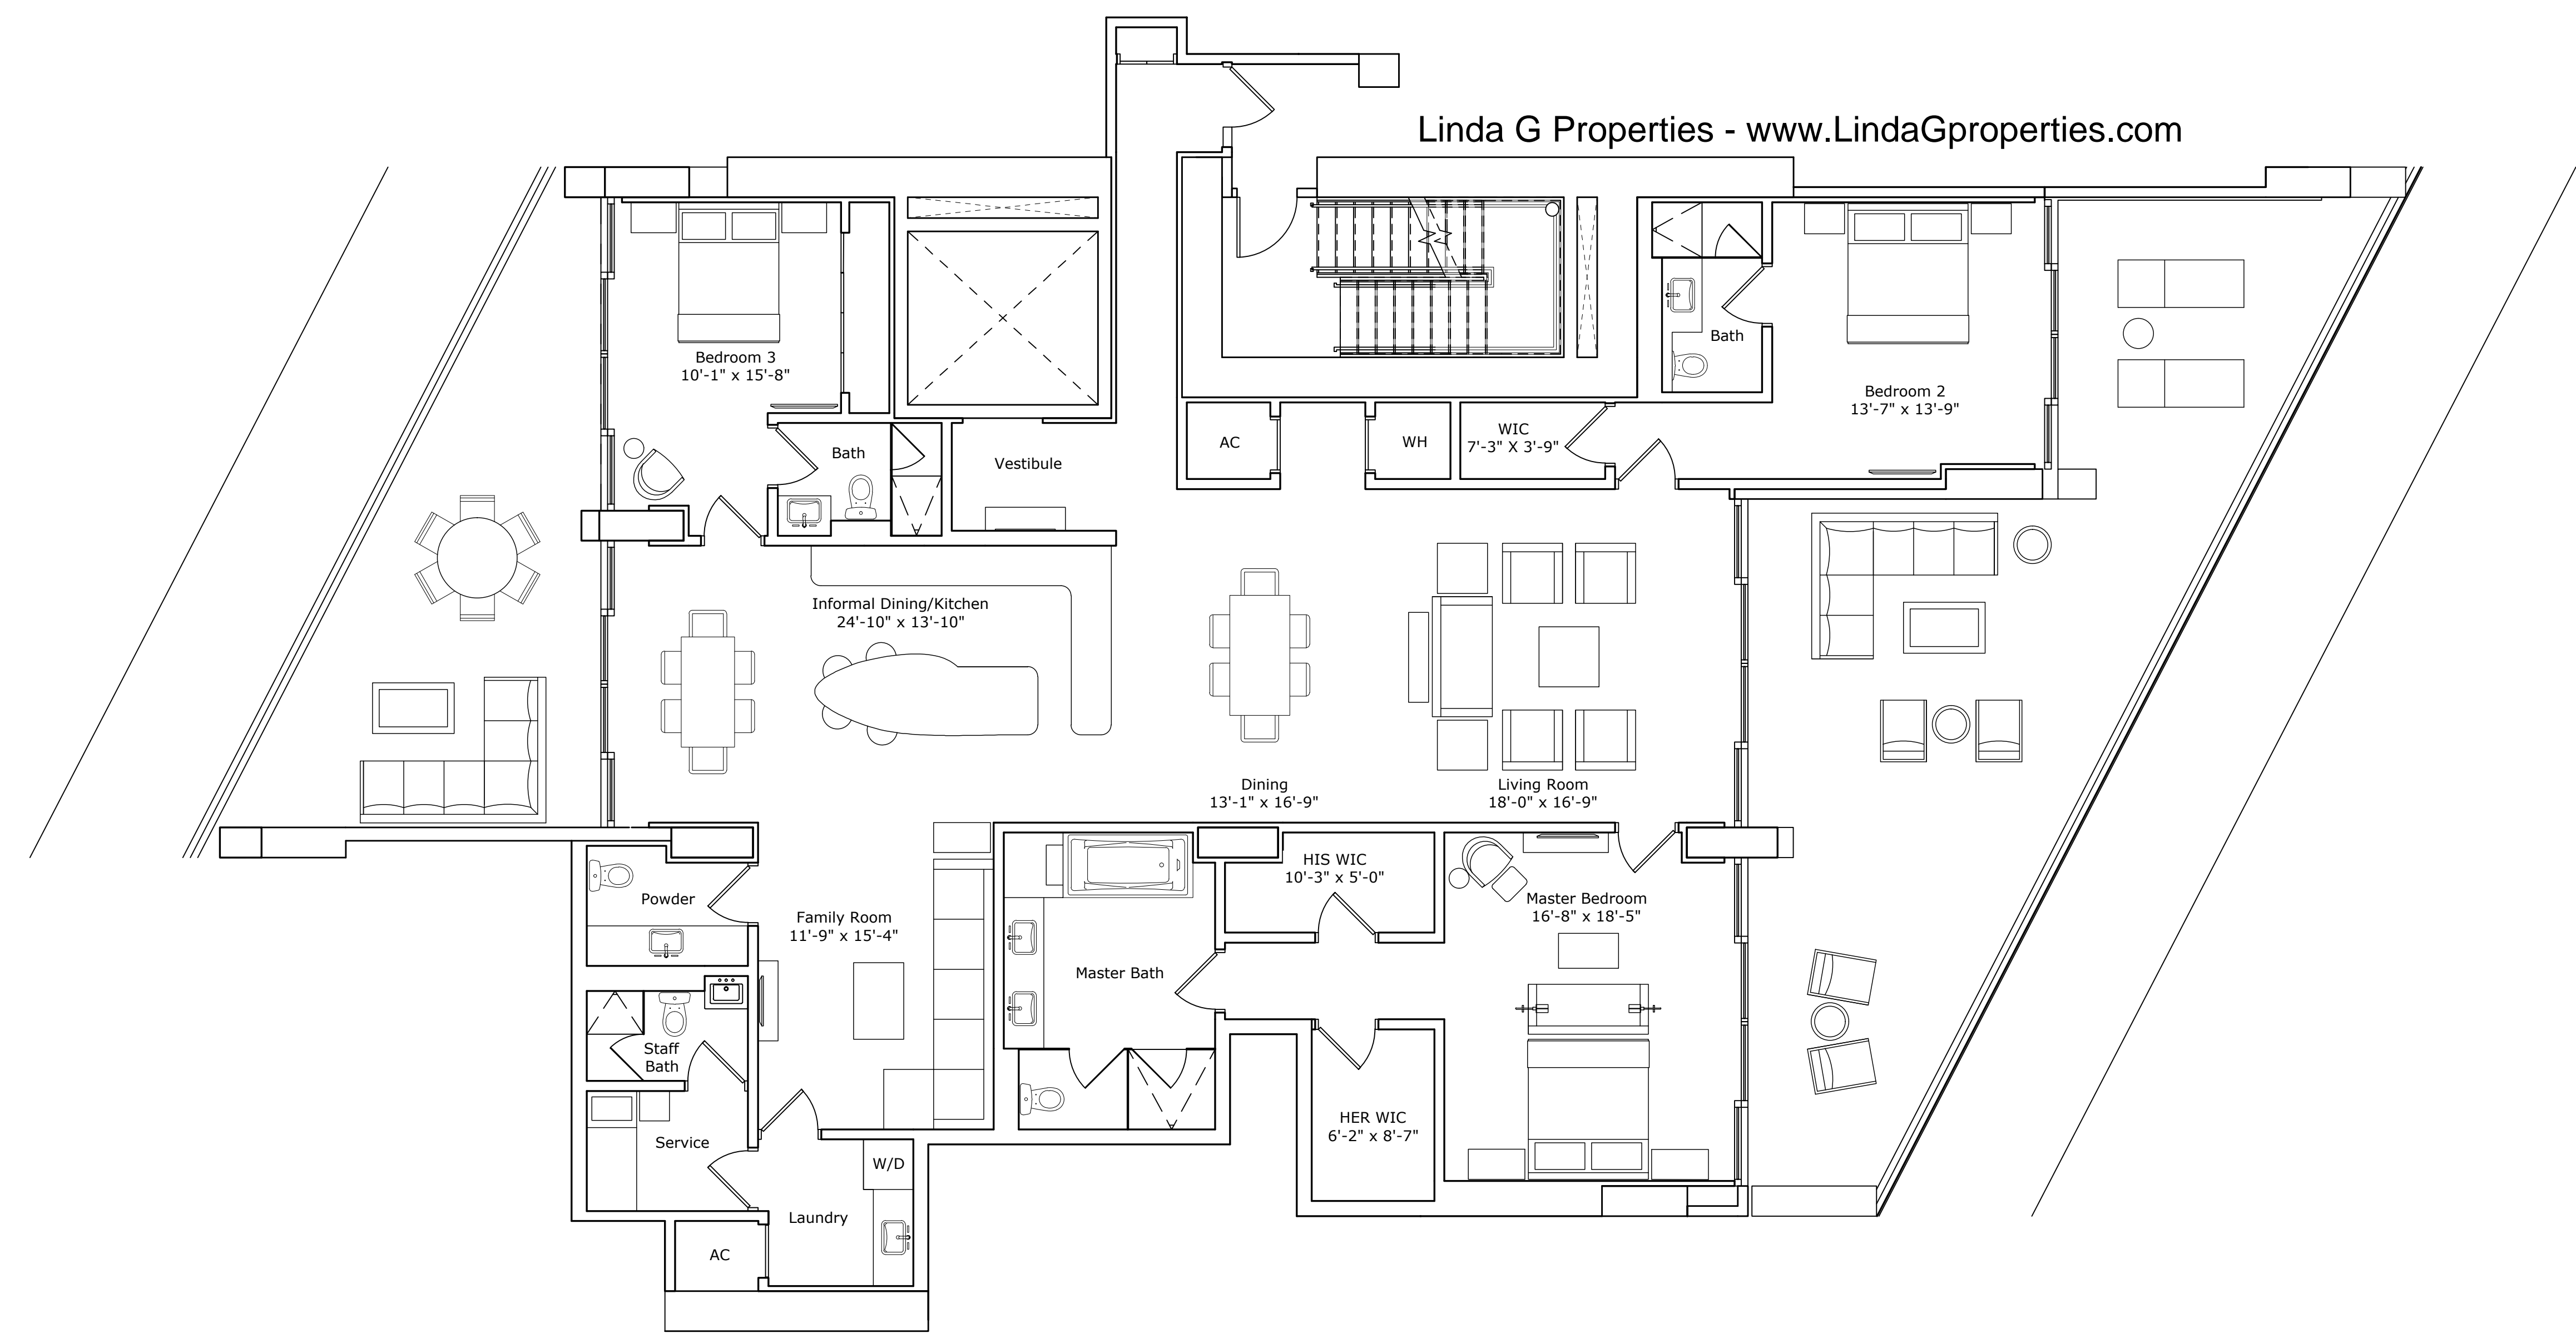 Linda G Properties - www.LindaGproperties.com
Bath
Bedroom 3
10'-1" x 15'-8"
Bedroom 2
13'-7" x 13'-9"
Bath
Vestibule
AC
WH
WIC
7'-3" X 3'-9"
Informal Dining/Kitchen
24'-10" x 13'-10"
Dining
13'-1" x 16'-9"
Living Room
18'-0" x 16'-9"
HIS WIC
10'-3" x 5'-0"
Powder
Master Bedroom
16'-8" x 18'-5"
Family Room
11'-9" x 15'-4"
Master Bath
Staff
Bath
HER WIC
6'-2" x 8'-7"
Service
W/D
Laundry
AC